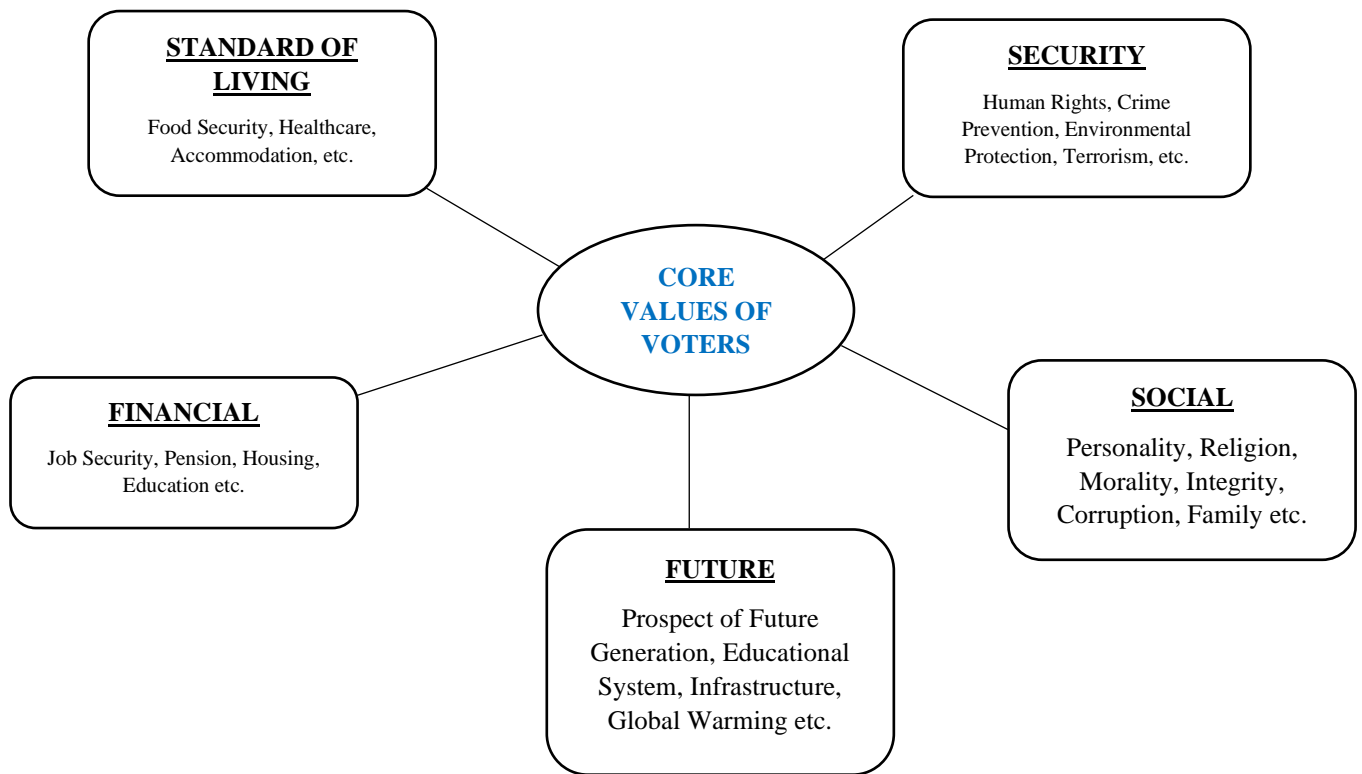 STANDARD OF
LIVING
Food Security, Healthcare,
Accommodation, etc.
SECURITY
Human Rights, Crime
Prevention, Environmental
Protection, Terrorism, etc.
CORE
VALUES OF
VOTERS
FINANCIAL
Job Security, Pension, Housing,
Education etc.
SOCIAL
Personality, Religion,
Morality, Integrity,
Corruption, Family etc.
FUTURE
Prospect of Future
Generation, Educational
System, Infrastructure,
Global Warming etc.